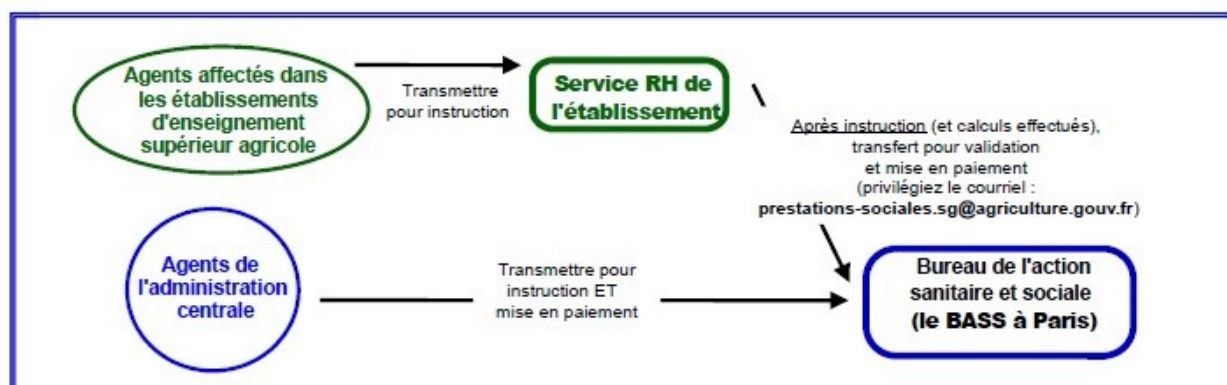 Agents affectés dans
les établissements
d'enseignement
supérieur agricole
Transmettre
pour instruction
Service RH de
l'établissement
Après instruction (et calculs effectués),
transfert pour validation
et mise en paiement
(privilégiez le courriel :
prestations-sociales.sg@agriculture.gouv.fr)
Agents de
l'administration
centrale
Transmettre pour
instruction ET
mise en paiement
Bureau de l'action
sanitaire et sociale
(le BASS à Paris)